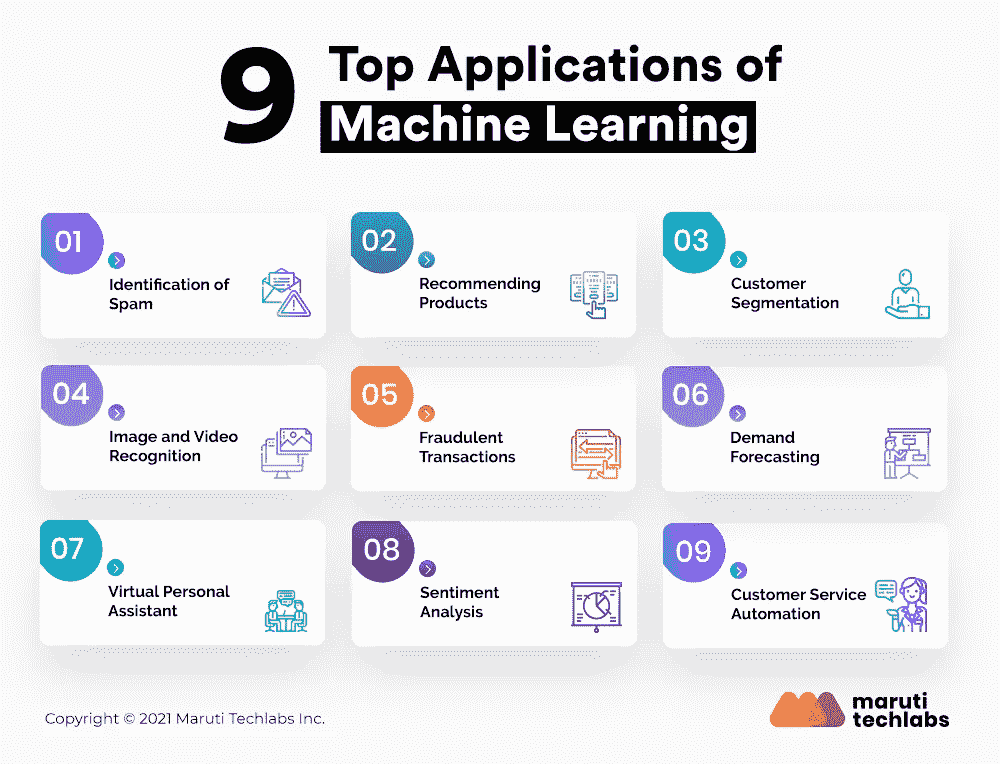 9
Top Applications of
Machine Learning
01
Identification of
Spam
02
Recommending
Products
03
Customer
Segmentation
04
Image and Video
Recognition
05
Fraudulent
Transactions
06
Demand
Forecasting
07
Virtual Personal
Assistant
08
Sentiment
Analysis
09
Customer Service
Automation
Copyright © 2021 Maruti Techlabs Inc.
maruti
techlabs